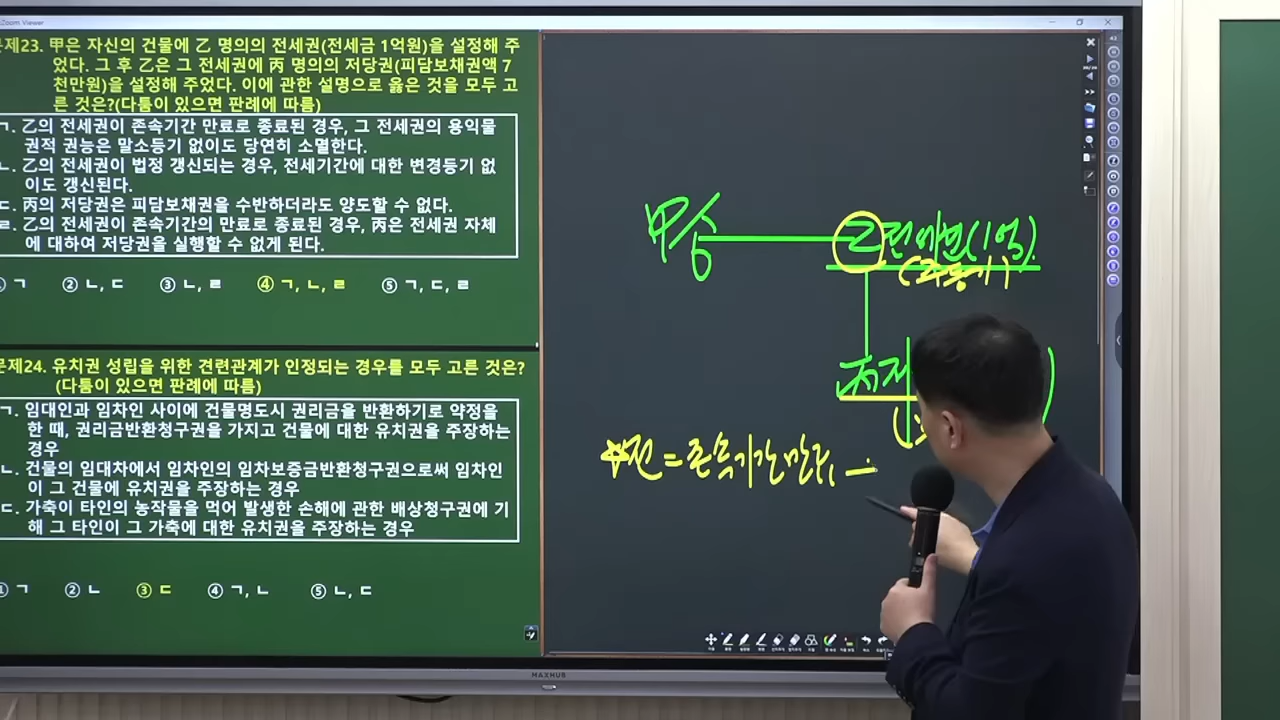 Zoom Viewer
문제23. 甲은 자신의 건물에 乙 명의의 전세권(전세금 1억원)을 설정해 주
었다. 그 후 乙은 그 전세권에 丙 명의의 저당권(피담보채권액 7
천만원)을 설정해 주었다. 이에 관한 설명으로 옳은 것을 모두 고
른 것은?(다툼이 있으면 판례에 따름)
ㄱ. 乙의 전세권이 존속기간 만료로 종료된 경우, 그 전세권의 용익물
권적 권능은 말소등기 없이도 당연히 소멸한다.
ㄴ. 乙의 전세권이 법정 갱신되는 경우, 전세기간에 대한 변경등기 없
이도 갱신된다.
ㄷ. 丙의 저당권은 피담보채권을 수반하더라도 양도할 수 없다.
ㄹ. 乙의 전세권이 존속기간의 만료로 종료된 경우, 丙은 전세권 자체
에 대하여 저당권을 실행할 수 없게 된다.
① ㄱ ② ㄴ, ㄷ ③ ㄴ, ㄹ ④ ㄱ, ㄴ, ㄹ ⑤ ㄱ, ㄷ, ㄹ
문제24. 유치권 성립을 위한 견련관계가 인정되는 경우를 모두 고른 것은?
(다툼이 있으면 판례에 따름)
ㄱ. 임대인과 임차인 사이에 건물명도시 권리금을 반환하기로 약정을
한 때, 권리금반환청구권을 가지고 건물에 대한 유치권을 주장하는
경우
ㄴ. 건물의 임대차에서 임차인의 임차보증금반환청구권으로써 임차인
이 그 건물에 유치권을 주장하는 경우
ㄷ. 가축이 타인의 농작물을 먹어 발생한 손해에 관한 배상청구권에 기
해 그 타인이 그 가축에 대한 유치권을 주장하는 경우
① ㄱ ② ㄴ ③ ㄷ ④ ㄱ, ㄴ ⑤ ㄴ, ㄷ
甲
乙
(1억)
丙저
전 = 존속기간만
MAXHUB